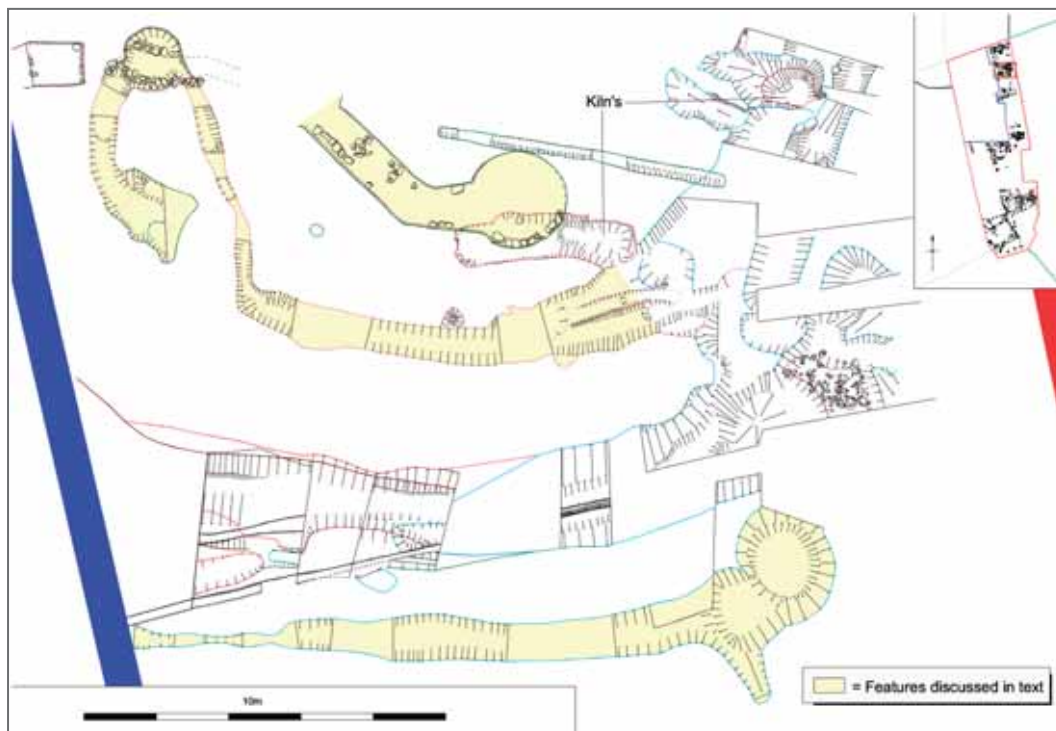 Kiln's
= Features discussed in text
10m